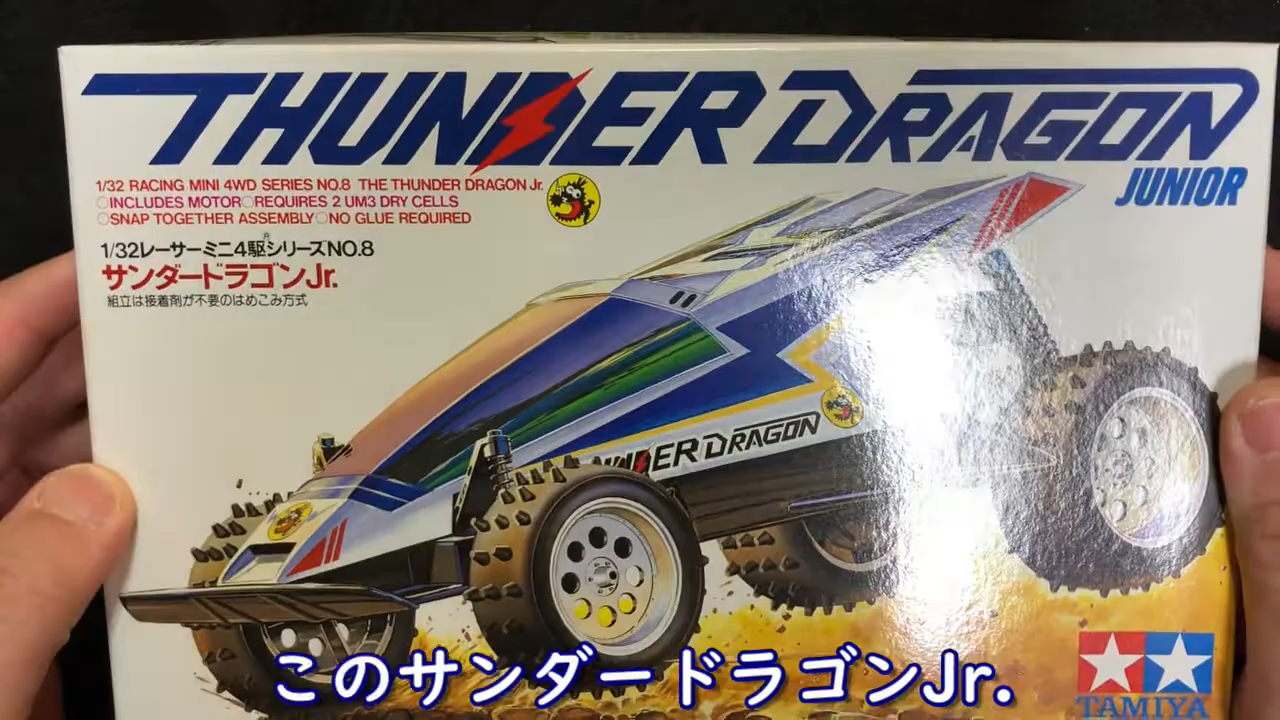 THUNDER DRAGON
JUNIOR
1/32 RACING MINI 4WD SERIES NO.8 THE THUNDER DRAGON Jr.
○INCLUDES MOTOR○REQUIRES 2 UM3 DRY CELLS
○SNAP TOGETHER ASSEMBLY○NO GLUE REQUIRED
1/32レーサーミニ4駆®シリーズNO.8
サンダードラゴンJr.
組立は接着剤が不要のはめこみ方式
THUNDER DRAGON
このサンダードラゴンJr.
TAMIYA